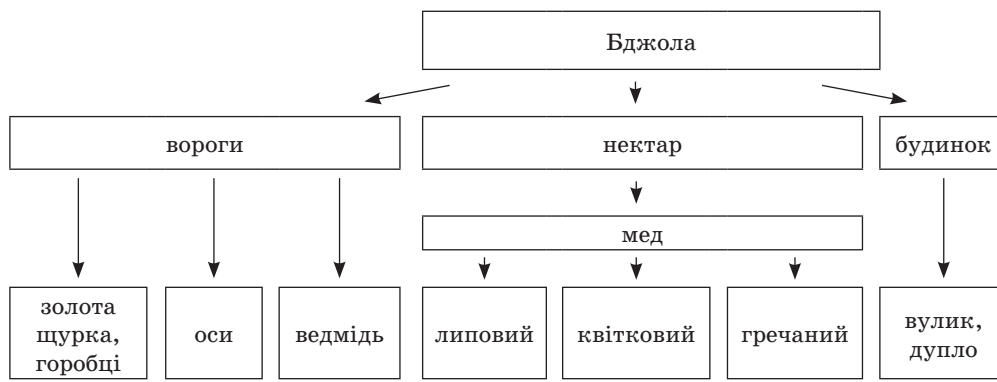 Бджола
вороги
нектар
будинок
мед
золота
щурка,
горобці
оси
ведмідь
липовий
квітковий
гречаний
вулик,
дупло